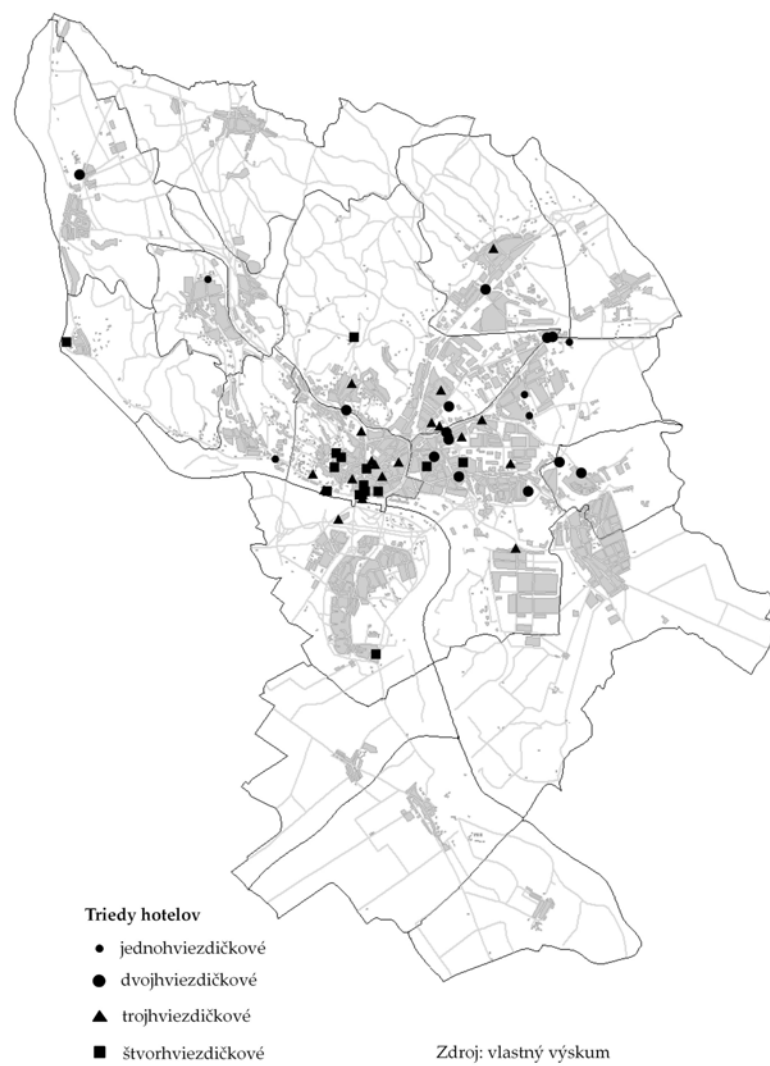 Triedy hotelov
jednohviezdičkové
dvojhviezdičkové
trojhviezdičkové
štvorhviezdičkové
Zdroj: vlastný výskum